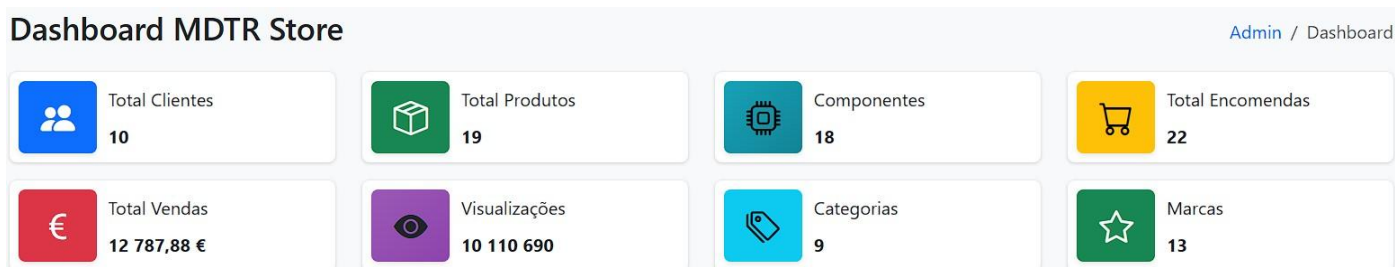 Dashboard MDTR Store
Admin / Dashboard
Total Clientes
10
Total Produtos
19
Componentes
18
Total Encomendas
22
Total Vendas
12 787,88 €
Visualizações
10 110 690
Categorias
9
Marcas
13